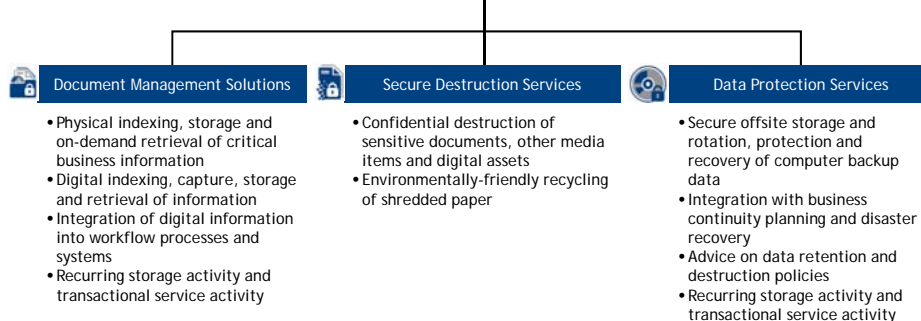 Document Management Solutions
• Physical indexing, storage and
on-demand retrieval of critical
business information
• Digital indexing, capture, storage
and retrieval of information
• Integration of digital information
into workflow processes and
systems
• Recurring storage activity and
transactional service activity
Secure Destruction Services
• Confidential destruction of
sensitive documents, other media
items and digital assets
• Environmentally-friendly recycling
of shredded paper
Data Protection Services
• Secure offsite storage and
rotation, protection and
recovery of computer backup
data
• Integration with business
continuity planning and disaster
recovery
• Advice on data retention and
destruction policies
• Recurring storage activity and
transactional service activity